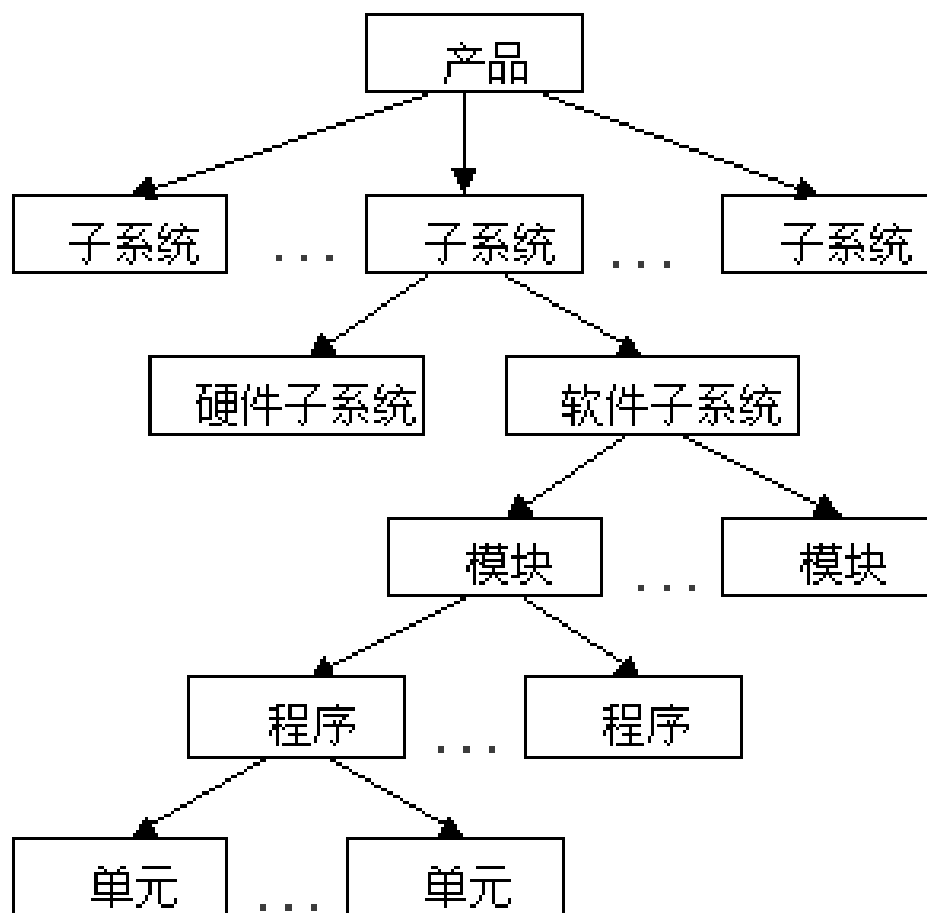 产品
子系统 ... 子系统 ... 子系统
硬件子系统 软件子系统
模块 ... 模块
程序 ... 程序
单元 ... 单元